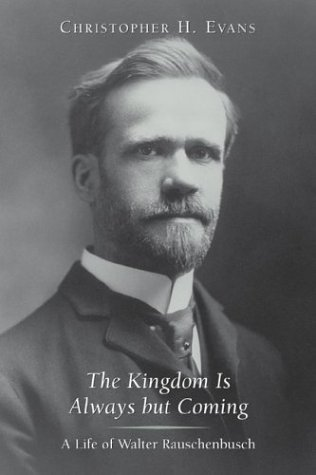 Christopher H. Evans
The Kingdom Is
Always but Coming
A Life of Walter Rauschenbusch